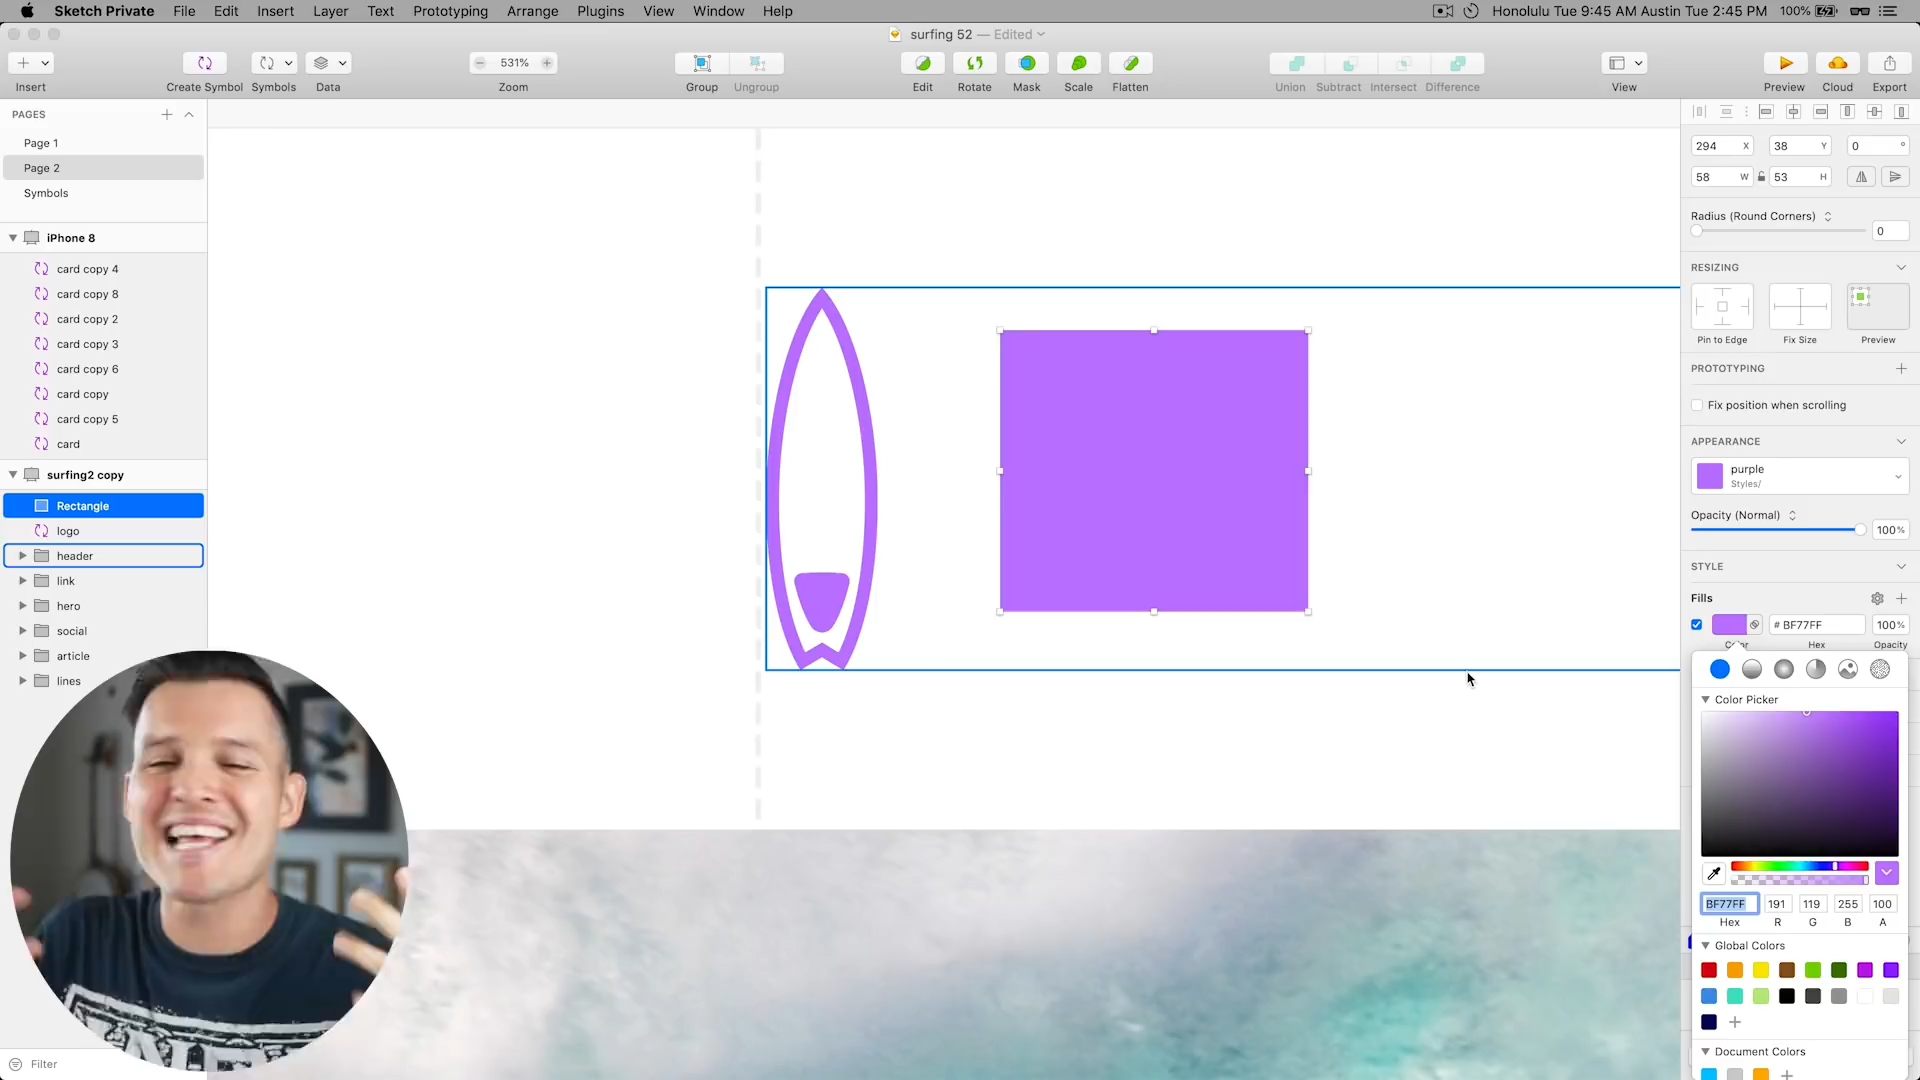 Sketch Private File Edit Insert Layer Text Prototyping Arrange Plugins View Window Help Honolulu Tue 9:45 AM Austin Tue 2:45 PM 100%
surfing 52 — Edited
531%
Insert Create Symbol Symbols Data Zoom Group Ungroup Edit Rotate Mask Scale Flatten Union Subtract Intersect Difference View Preview Cloud Export
PAGES
Page 1
Page 2
Symbols
iPhone 8
card copy 4
card copy 8
card copy 2
card copy 3
card copy 6
card copy
card copy 5
card
surfing2 copy
Rectangle
logo
header
link
hero
social
article
lines
Filter
294 X 38 Y 0 °
58 W 53 H
Radius (Round Corners)
0
RESIZING
Pin to Edge Fix Size Preview
PROTOTYPING
Fix position when scrolling
APPEARANCE
purple
Styles/
Opacity (Normal)
100%
STYLE
Fills
# BF77FF 100%
Color Hex Opacity
Color Picker
BF77FF 191 119 255 100
Hex R G B A
Global Colors
Document Colors